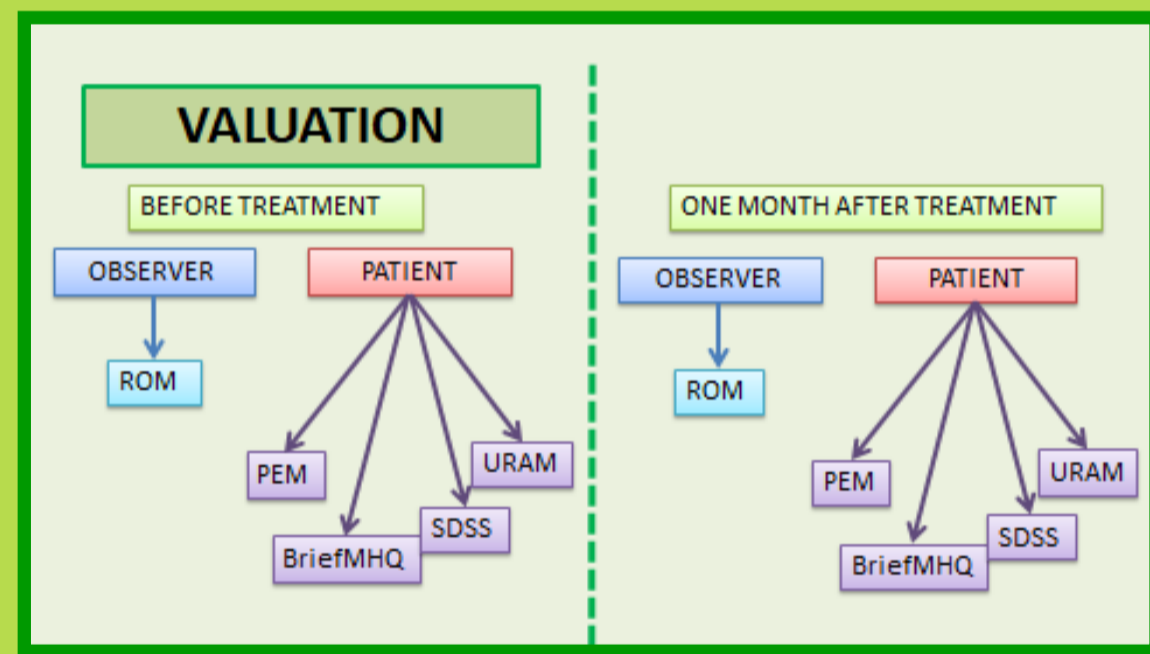 VALUATION
BEFORE TREATMENT
OBSERVER
PATIENT
ROM
PEM
URAM
SDSS
BriefMHQ
ONE MONTH AFTER TREATMENT
OBSERVER
PATIENT
ROM
PEM
URAM
SDSS
BriefMHQ